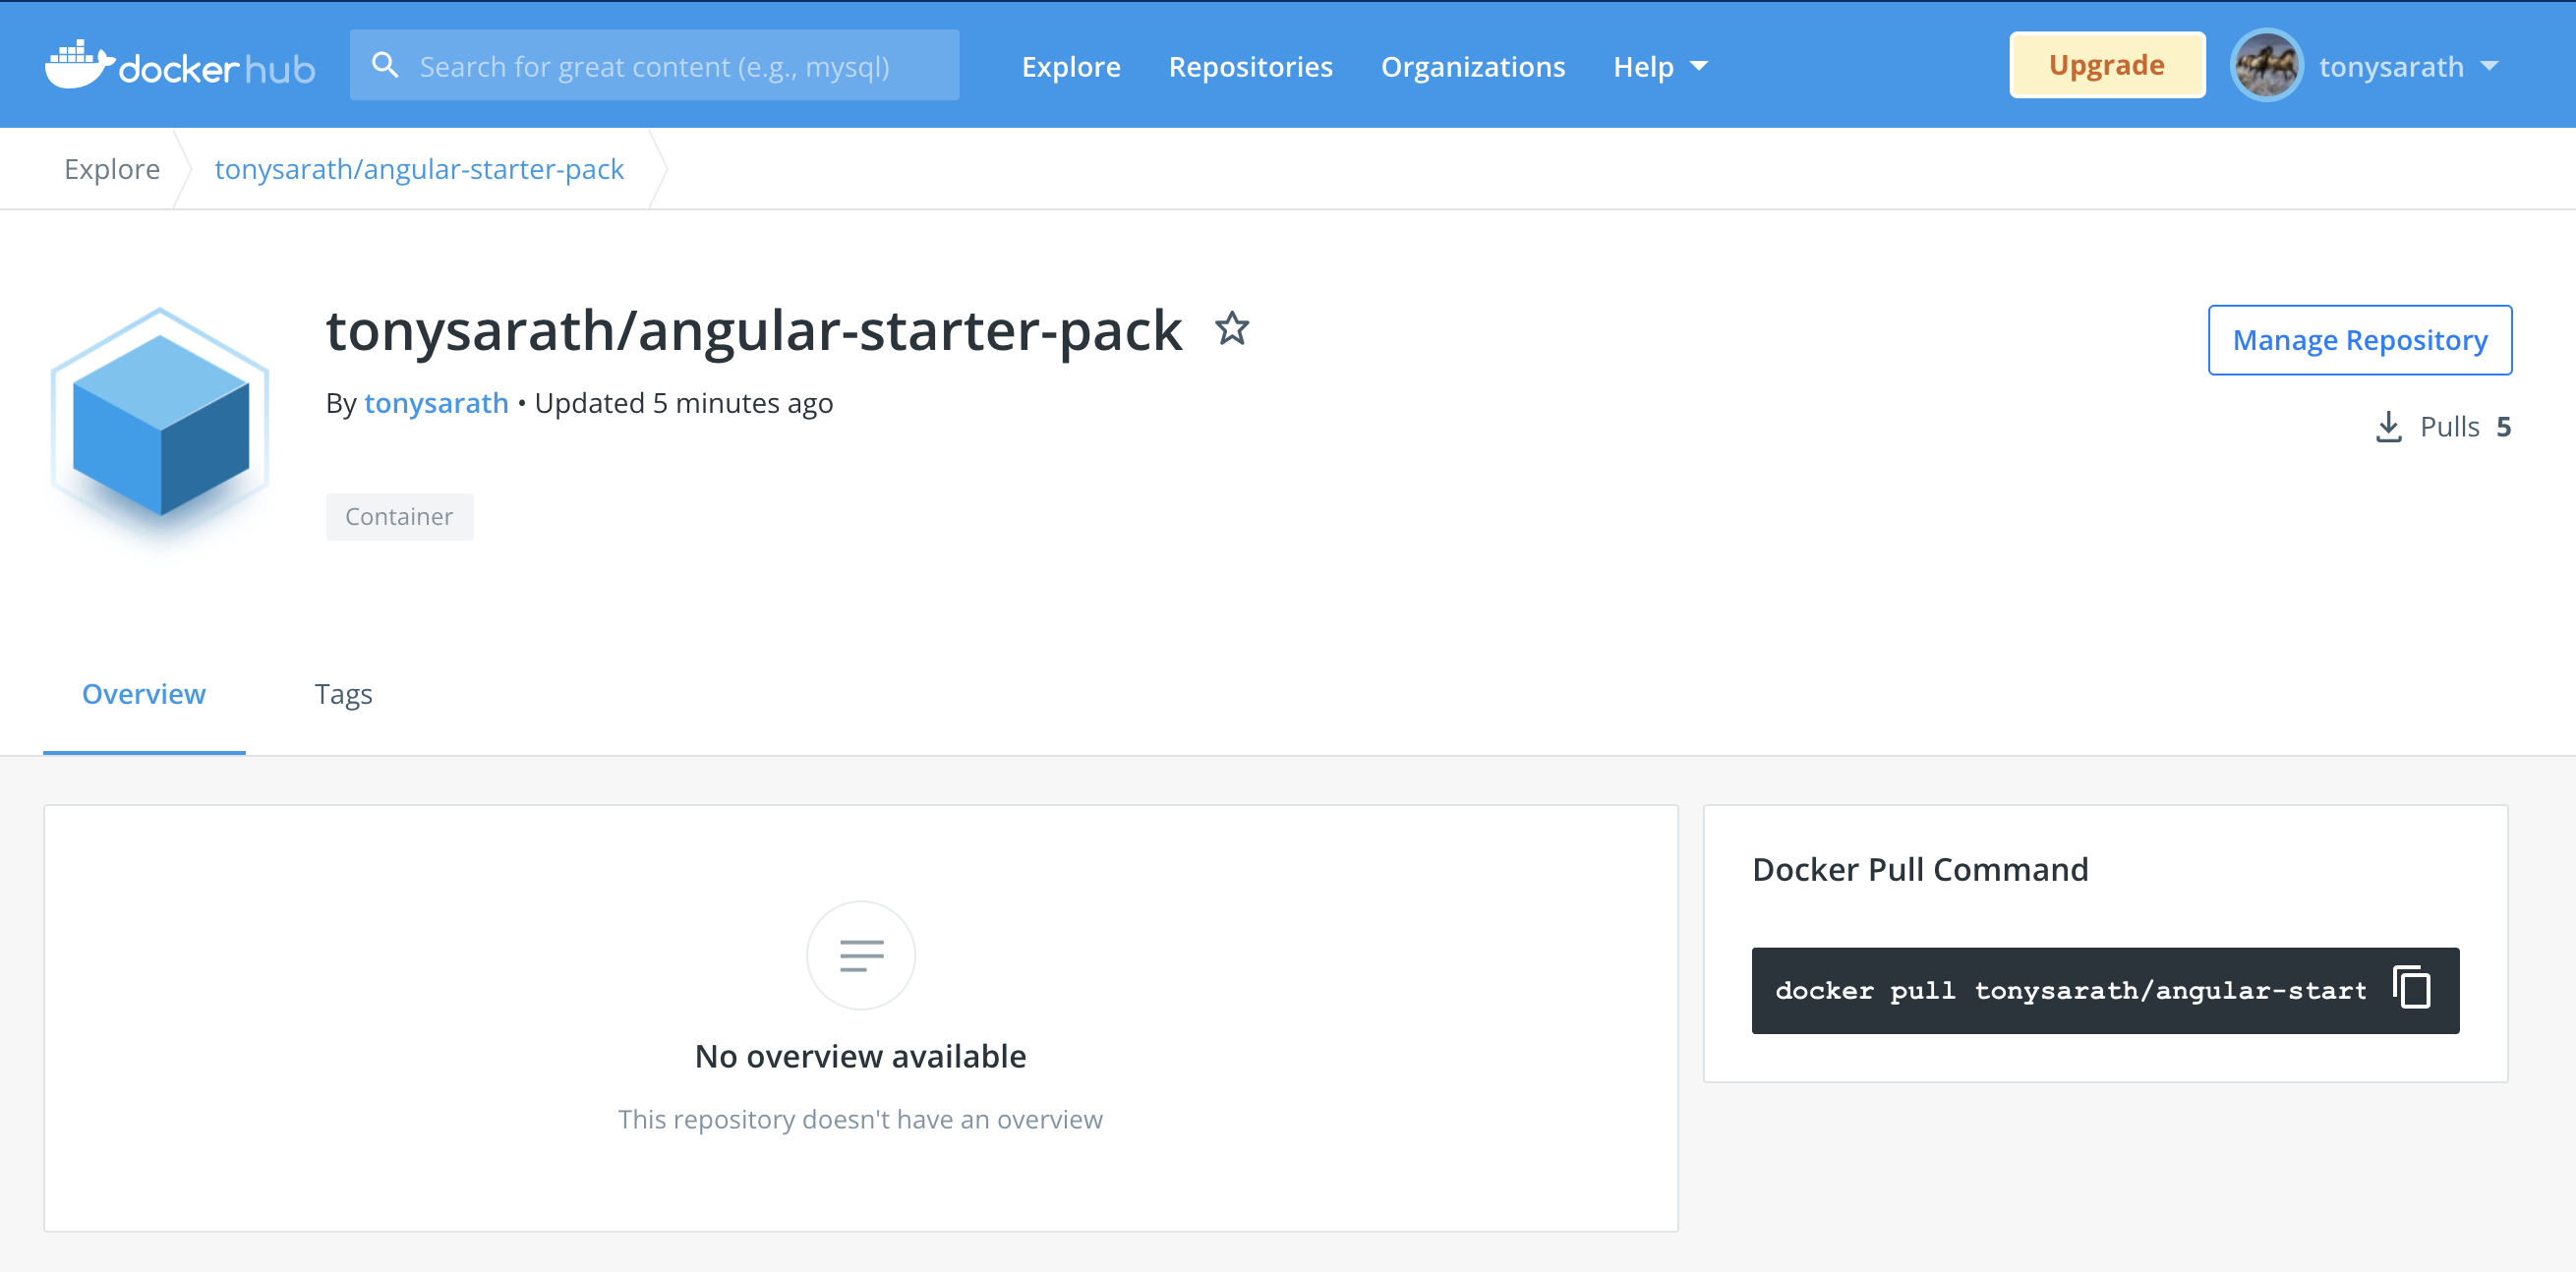 docker hub
Search for great content (e.g., mysql)
Explore
Repositories
Organizations
Help
Upgrade
tonysarath
Explore
tonysarath/angular-starter-pack
tonysarath/angular-starter-pack
By tonysarath • Updated 5 minutes ago
Manage Repository
Pulls 5
Container
Overview
Tags
No overview available
This repository doesn't have an overview
Docker Pull Command
docker pull tonysarath/angular-start